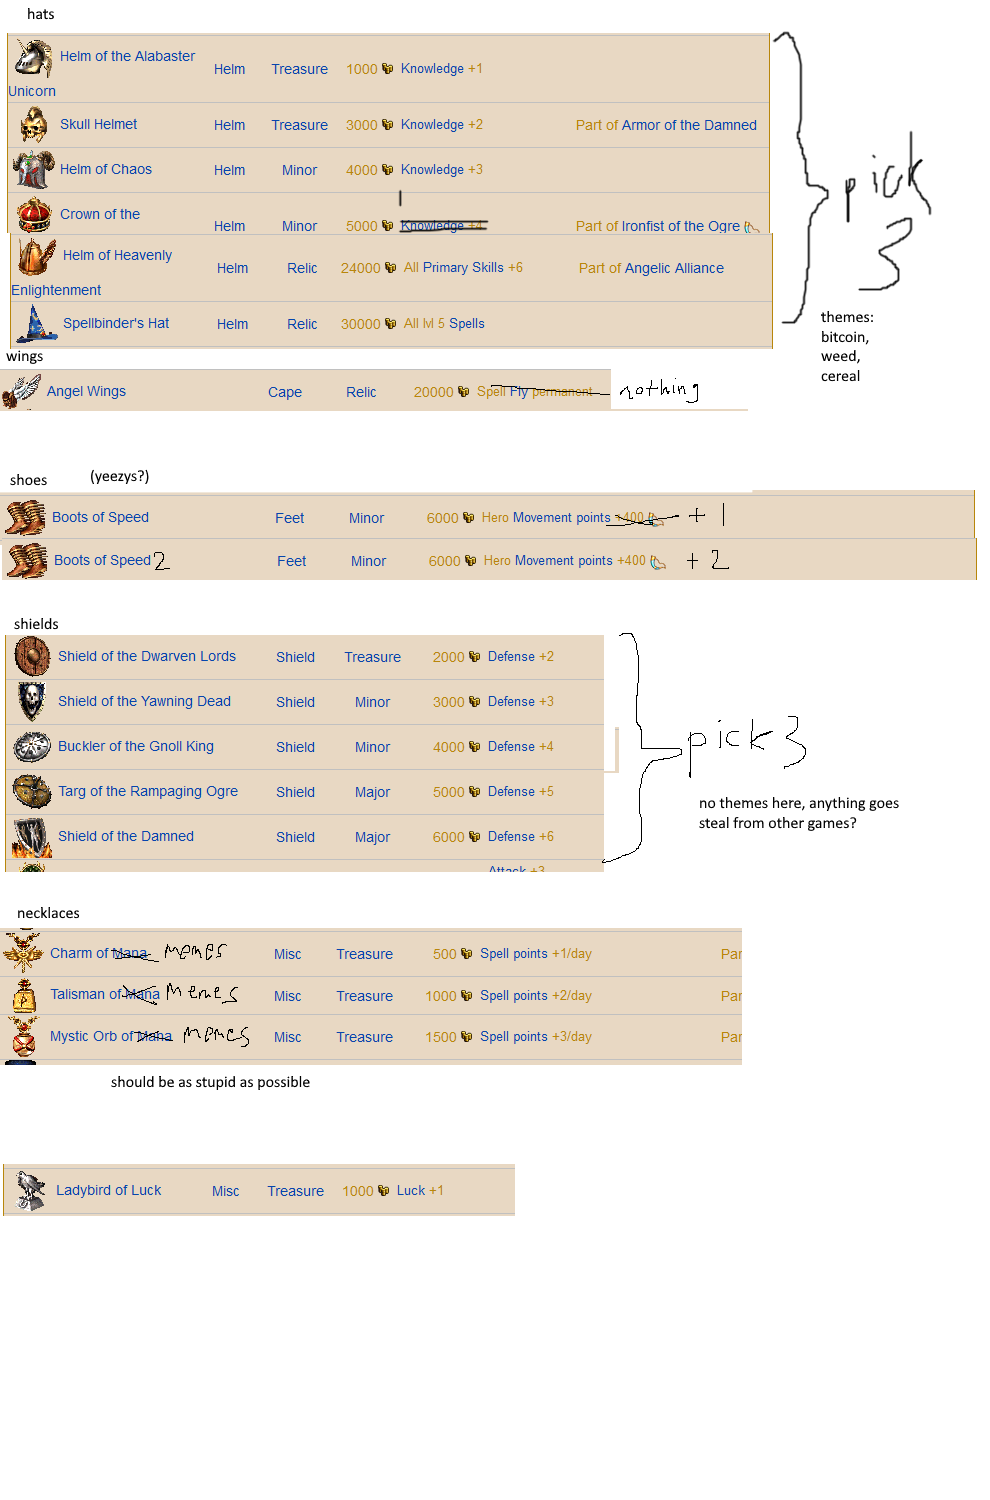 hats
Helm of the Alabaster Unicorn Helm Treasure 1000 Knowledge +1
Skull Helmet Helm Treasure 3000 Knowledge +2 Part of Armor of the Damned
Helm of Chaos Helm Minor 4000 Knowledge +3
Crown of the Helm Minor 5000 Knowledge +4 Part of Ironfist of the Ogre
Helm of Heavenly Enlightenment Helm Relic 24000 All Primary Skills +6 Part of Angelic Alliance
Spellbinder's Hat Helm Relic 30000 All lvl 5 Spells
pick
3
themes:
bitcoin,
weed,
cereal
wings
Angel Wings Cape Relic 20000 Spell Fly permanent nothing
shoes (yeezys?)
Boots of Speed Feet Minor 6000 Hero Movement points +400 + 1
Boots of Speed 2 Feet Minor 6000 Hero Movement points +400 + 2
shields
Shield of the Dwarven Lords Shield Treasure 2000 Defense +2
Shield of the Yawning Dead Shield Minor 3000 Defense +3
Buckler of the Gnoll King Shield Minor 4000 Defense +4
Targ of the Rampaging Ogre Shield Major 5000 Defense +5
Shield of the Damned Shield Major 6000 Defense +6
Attack +3
pick 3
no themes here, anything goes
steal from other games?
necklaces
Charm of Mana memes Misc Treasure 500 Spell points +1/day Par
Talisman of Mana Memes Misc Treasure 1000 Spell points +2/day Par
Mystic Orb of Mana memes Misc Treasure 1500 Spell points +3/day Par
should be as stupid as possible
Ladybird of Luck Misc Treasure 1000 Luck +1